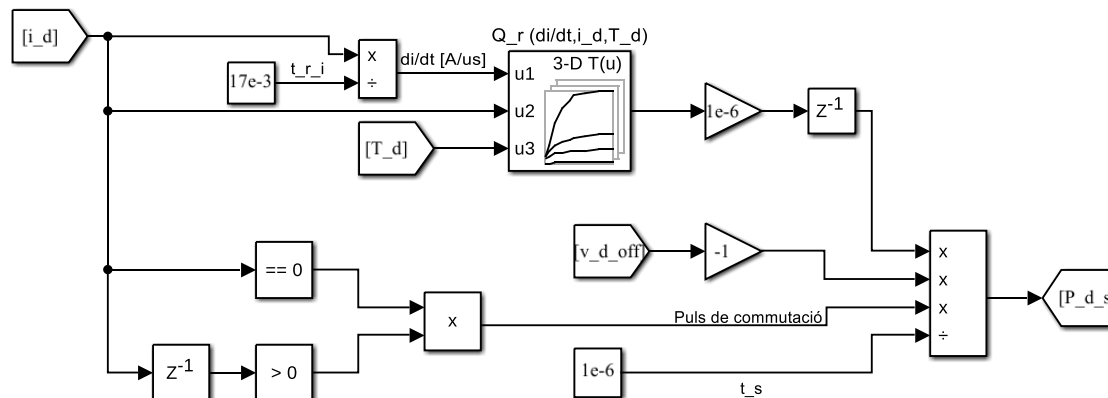 [i_d]
Q_r (di/dt,i_d,T_d)
x
÷
di/dt [A/us]
17e-3
t_r_i
3-D T(u)
u1
u2
u3
1e-6
Z-1
[T_d]
[v_d_off]
-1
== 0
x
Puls de commutació
x
x
x
÷
[P_d_s
Z-1
> 0
1e-6
t_s